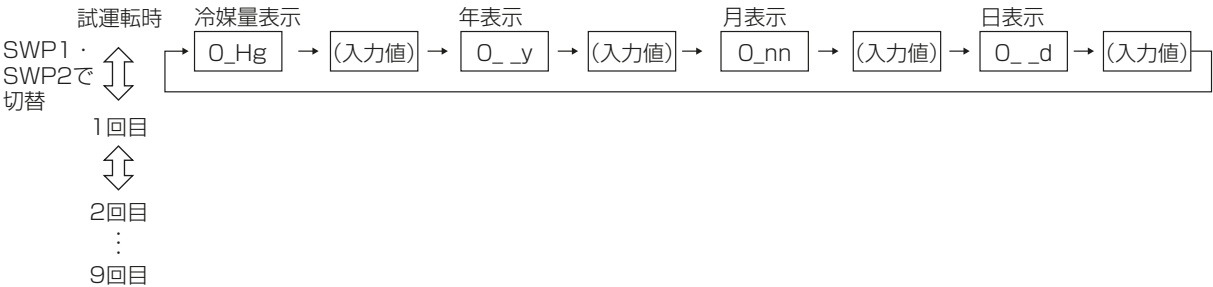 試運転時 冷媒量表示 年表示 月表示 日表示
SWP1・
SWP2で
切替
0_Hg → (入力値) → 0_ _y → (入力値) → 0_nn → (入力値) → 0_ _d → (入力値)
1回目
2回目
⋮
9回目